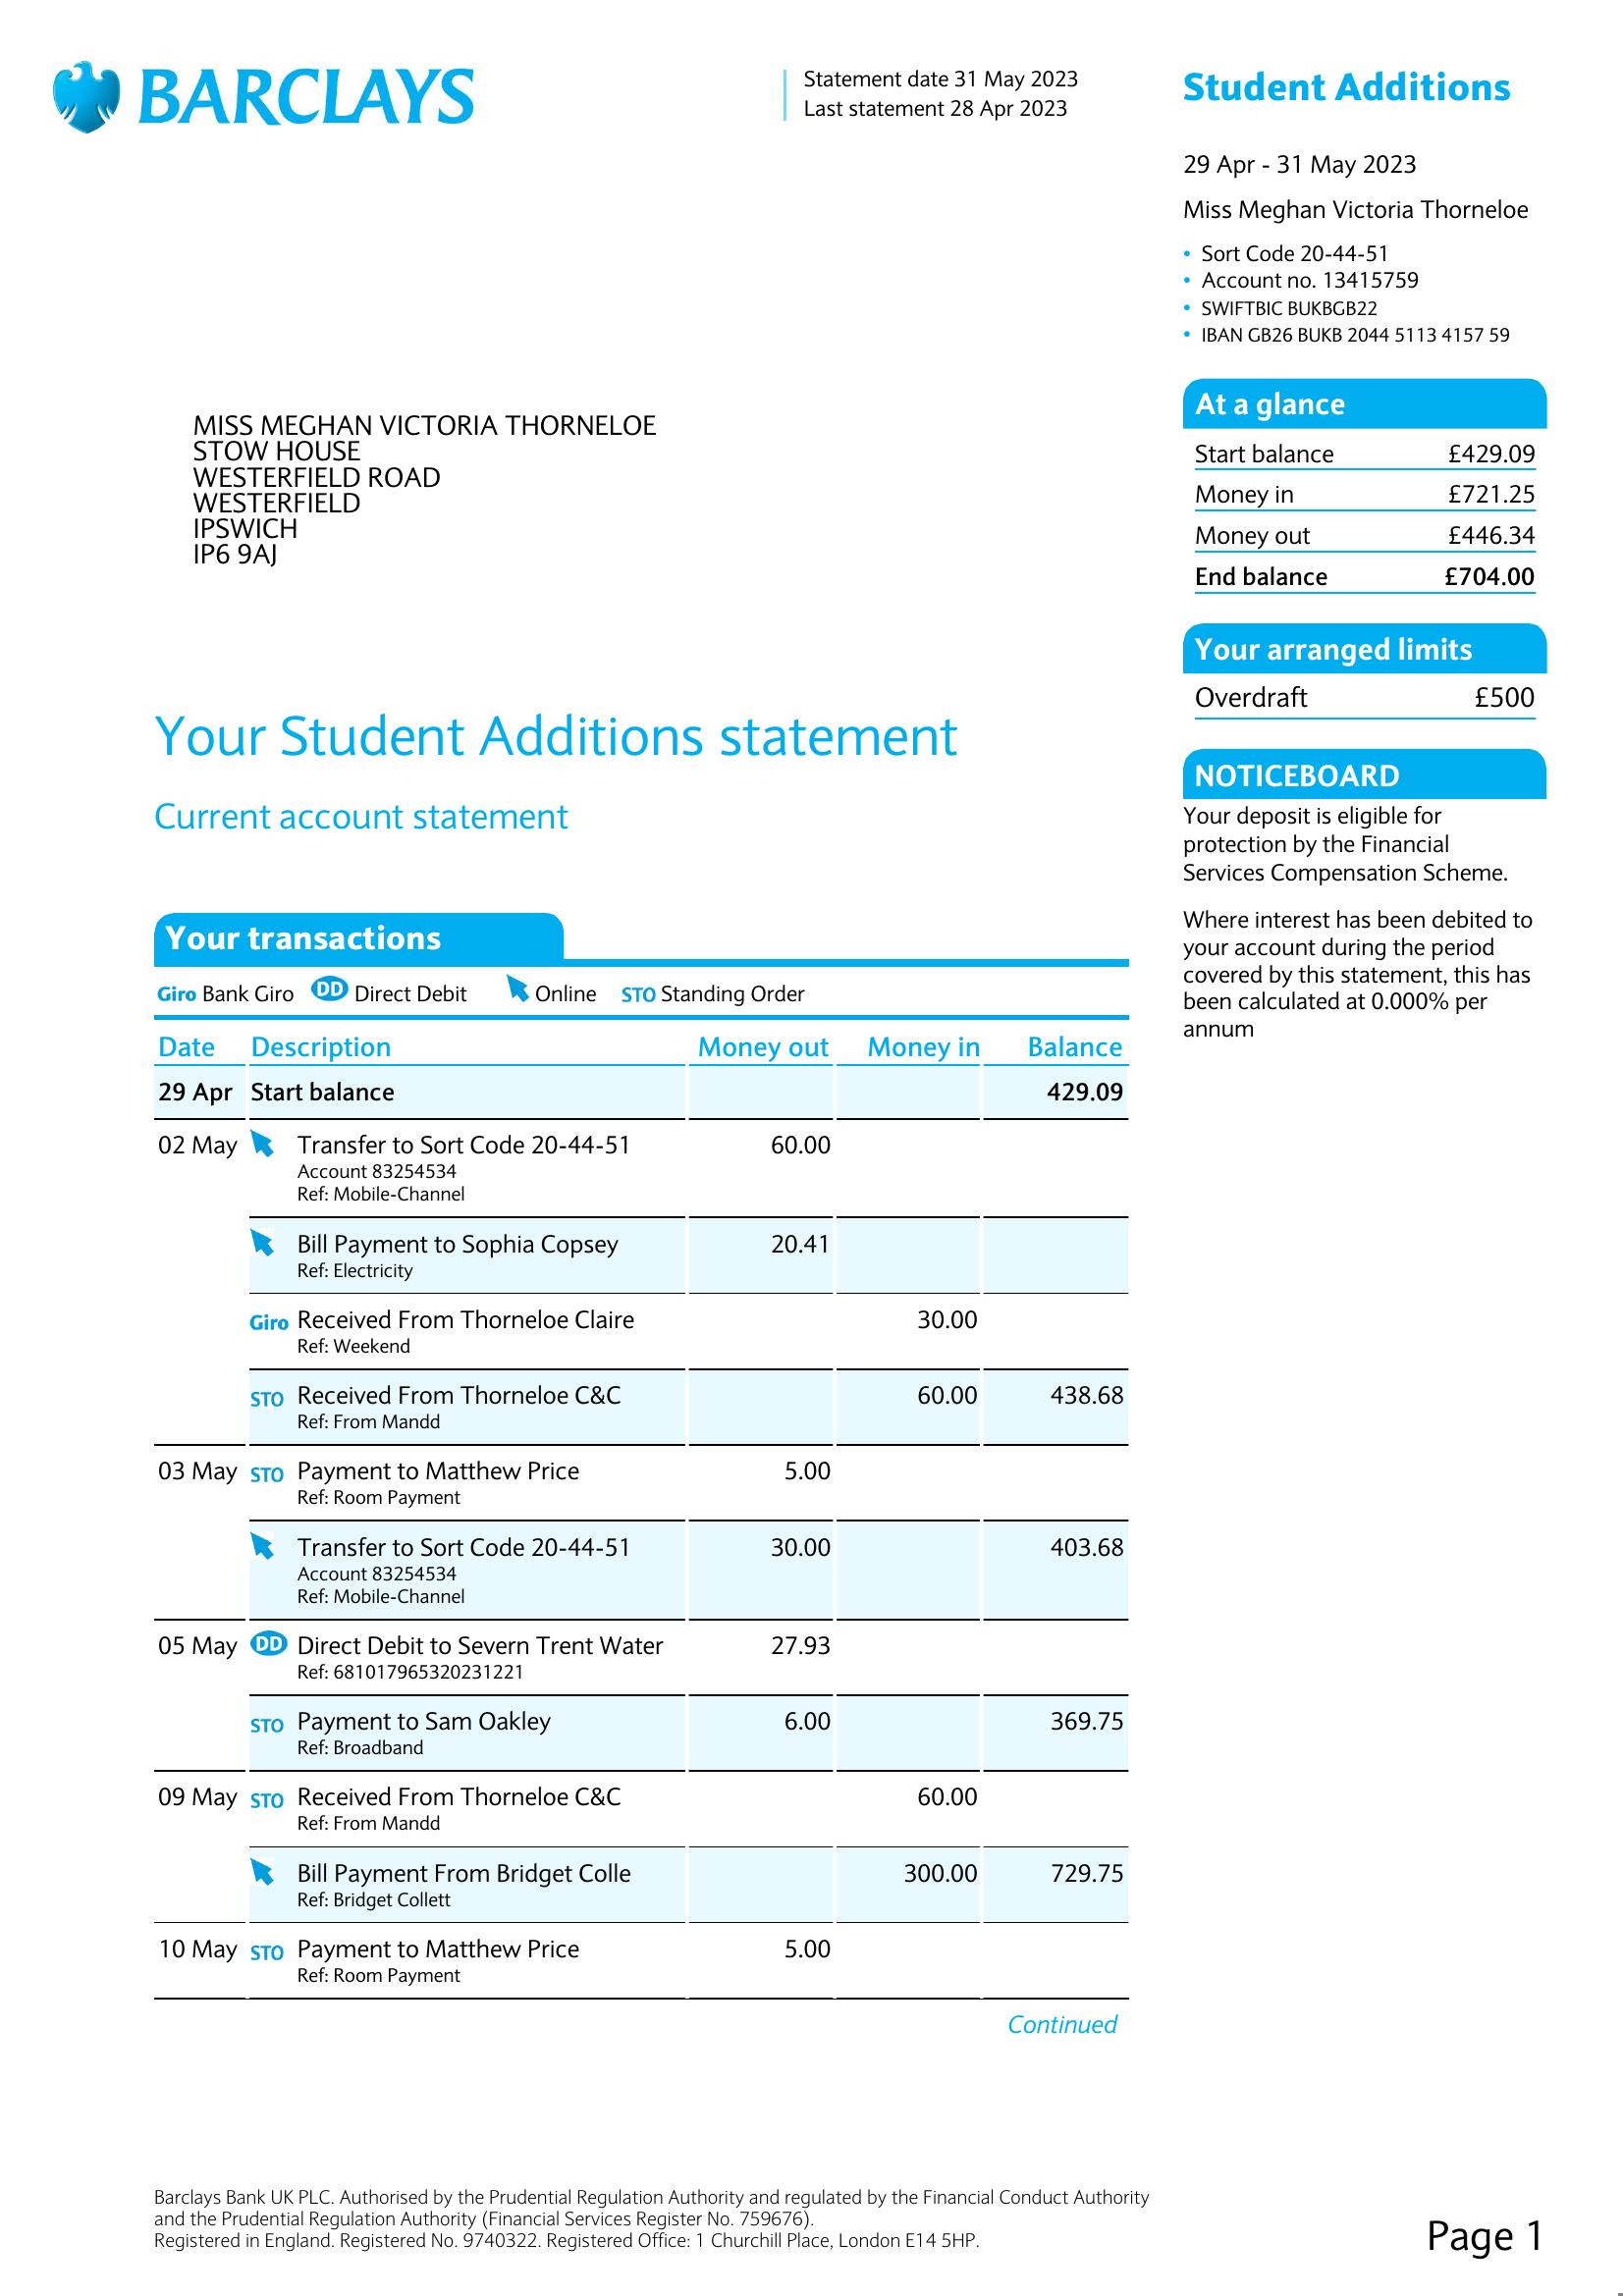 BARCLAYS
Statement date 31 May 2023
Last statement 28 Apr 2023
Student Additions
29 Apr - 31 May 2023
Miss Meghan Victoria Thorneloe
• Sort Code 20-44-51
• Account no. 13415759
• SWIFTBIC BUKBGB22
• IBAN GB26 BUKB 2044 5113 4157 59
MISS MEGHAN VICTORIA THORNELOE
STOW HOUSE
WESTERFIELD ROAD
WESTERFIELD
IPSWICH
IP6 9AJ
At a glance
Start balance £429.09
Money in £721.25
Money out £446.34
End balance £704.00
Your arranged limits
Overdraft £500
NOTICEBOARD
Your deposit is eligible for
protection by the Financial
Services Compensation Scheme.
Where interest has been debited to
your account during the period
covered by this statement, this has
been calculated at 0.000% per
annum
Your Student Additions statement
Current account statement
Your transactions
Giro Bank Giro DD Direct Debit Online STO Standing Order
Date Description Money out Money in Balance
29 Apr Start balance 429.09
02 May Transfer to Sort Code 20-44-51 60.00
Account 83254534
Ref: Mobile-Channel
Bill Payment to Sophia Copsey 20.41
Ref: Electricity
Giro Received From Thorneloe Claire 30.00
Ref: Weekend
STO Received From Thorneloe C&C 60.00 438.68
Ref: From Mandd
03 May STO Payment to Matthew Price 5.00
Ref: Room Payment
Transfer to Sort Code 20-44-51 30.00 403.68
Account 83254534
Ref: Mobile-Channel
05 May DD Direct Debit to Severn Trent Water 27.93
Ref: 681017965320231221
STO Payment to Sam Oakley 6.00 369.75
Ref: Broadband
09 May STO Received From Thorneloe C&C 60.00
Ref: From Mandd
Bill Payment From Bridget Colle 300.00 729.75
Ref: Bridget Collett
10 May STO Payment to Matthew Price 5.00
Ref: Room Payment
Continued
Barclays Bank UK PLC. Authorised by the Prudential Regulation Authority and regulated by the Financial Conduct Authority
and the Prudential Regulation Authority (Financial Services Register No. 759676).
Registered in England. Registered No. 9740322. Registered Office: 1 Churchill Place, London E14 5HP.
Page 1